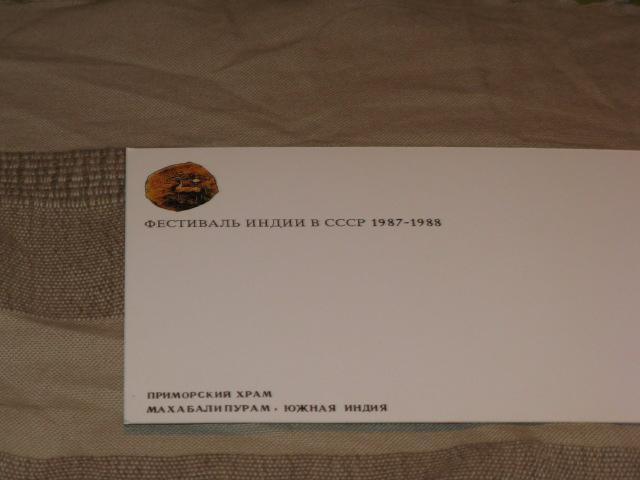 ФЕСТИВАЛЬ ИНДИИ В СССР 1987-1988
ПРИМОРСКИЙ ХРАМ
МАХАБАЛИПУРАМ • ЮЖНАЯ ИНДИЯ